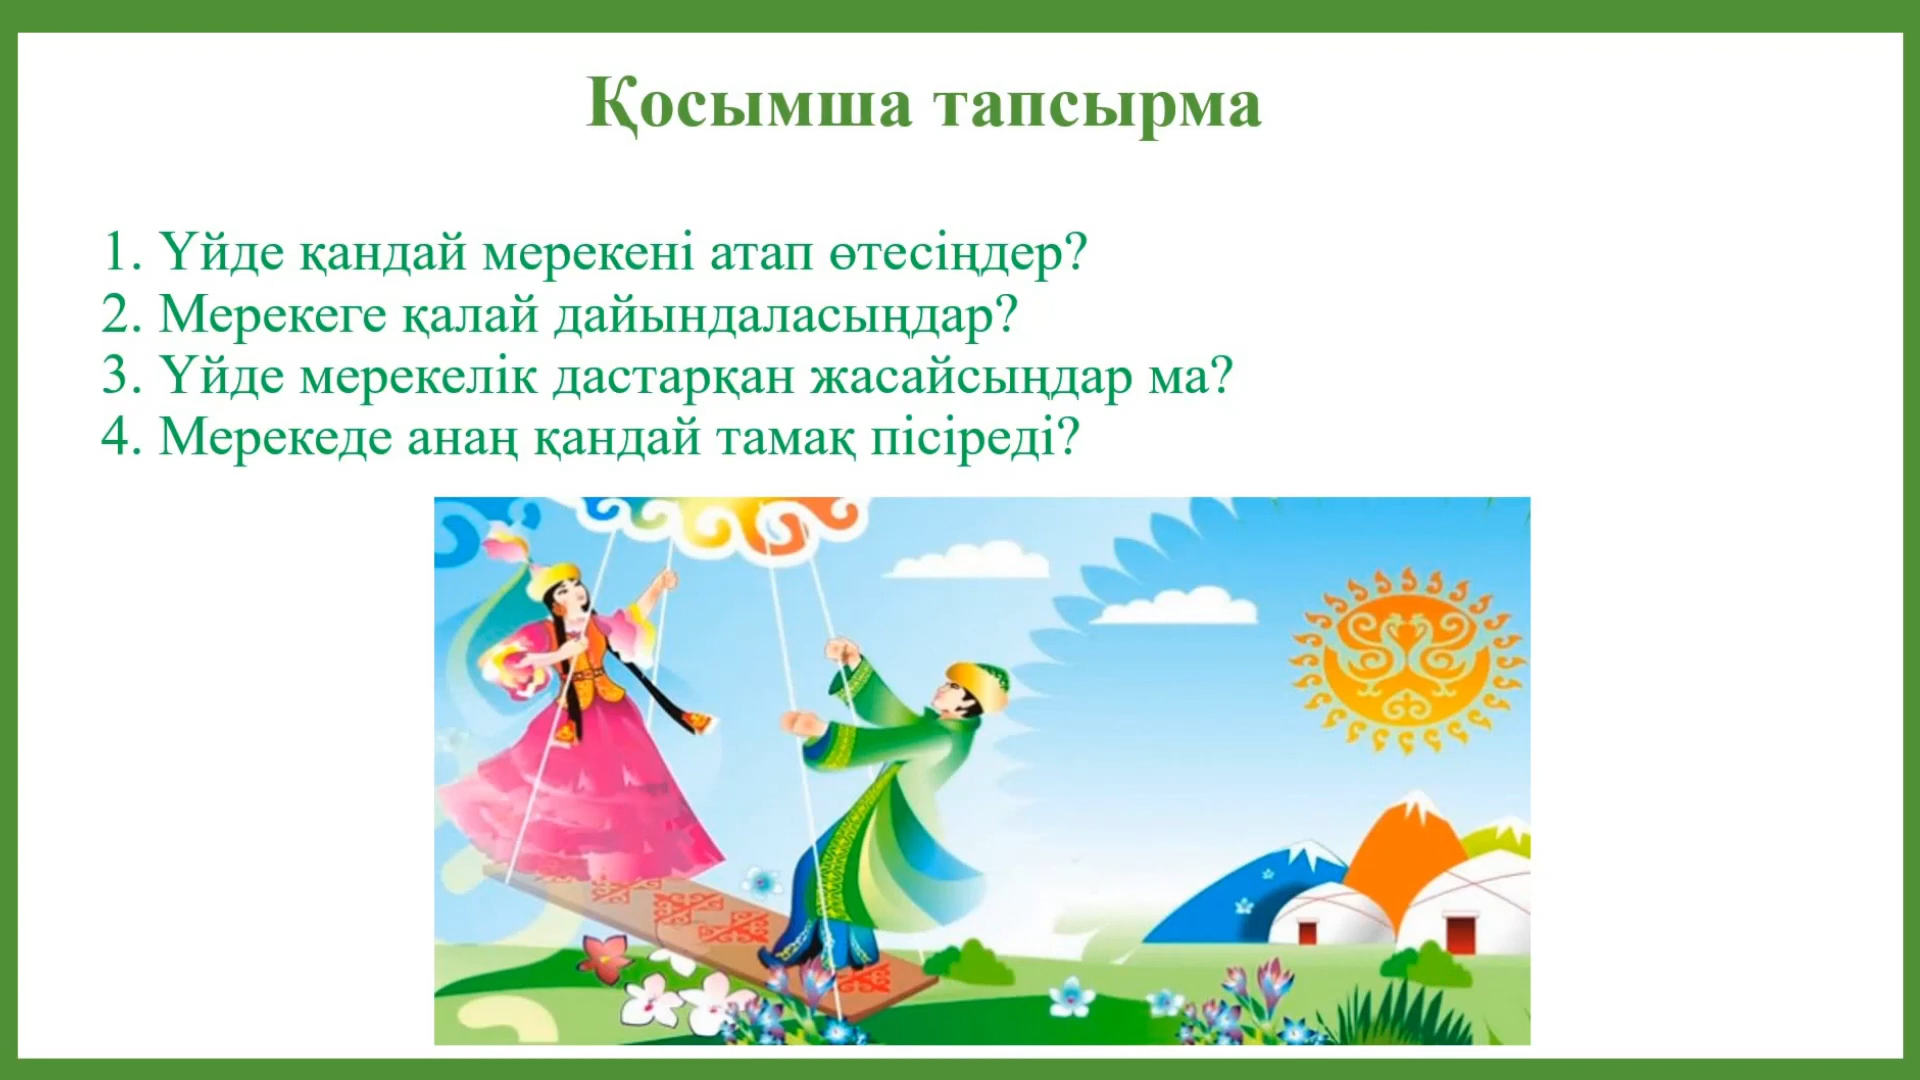 Қосымша тапсырма
1. Үйде қандай мерекені атап өтесіңдер?
2. Мерекеге қалай дайындаласыңдар?
3. Үйде мерекелік дастарқан жасайсыңдар ма?
4. Мерекеде анаң қандай тамақ пісіреді?